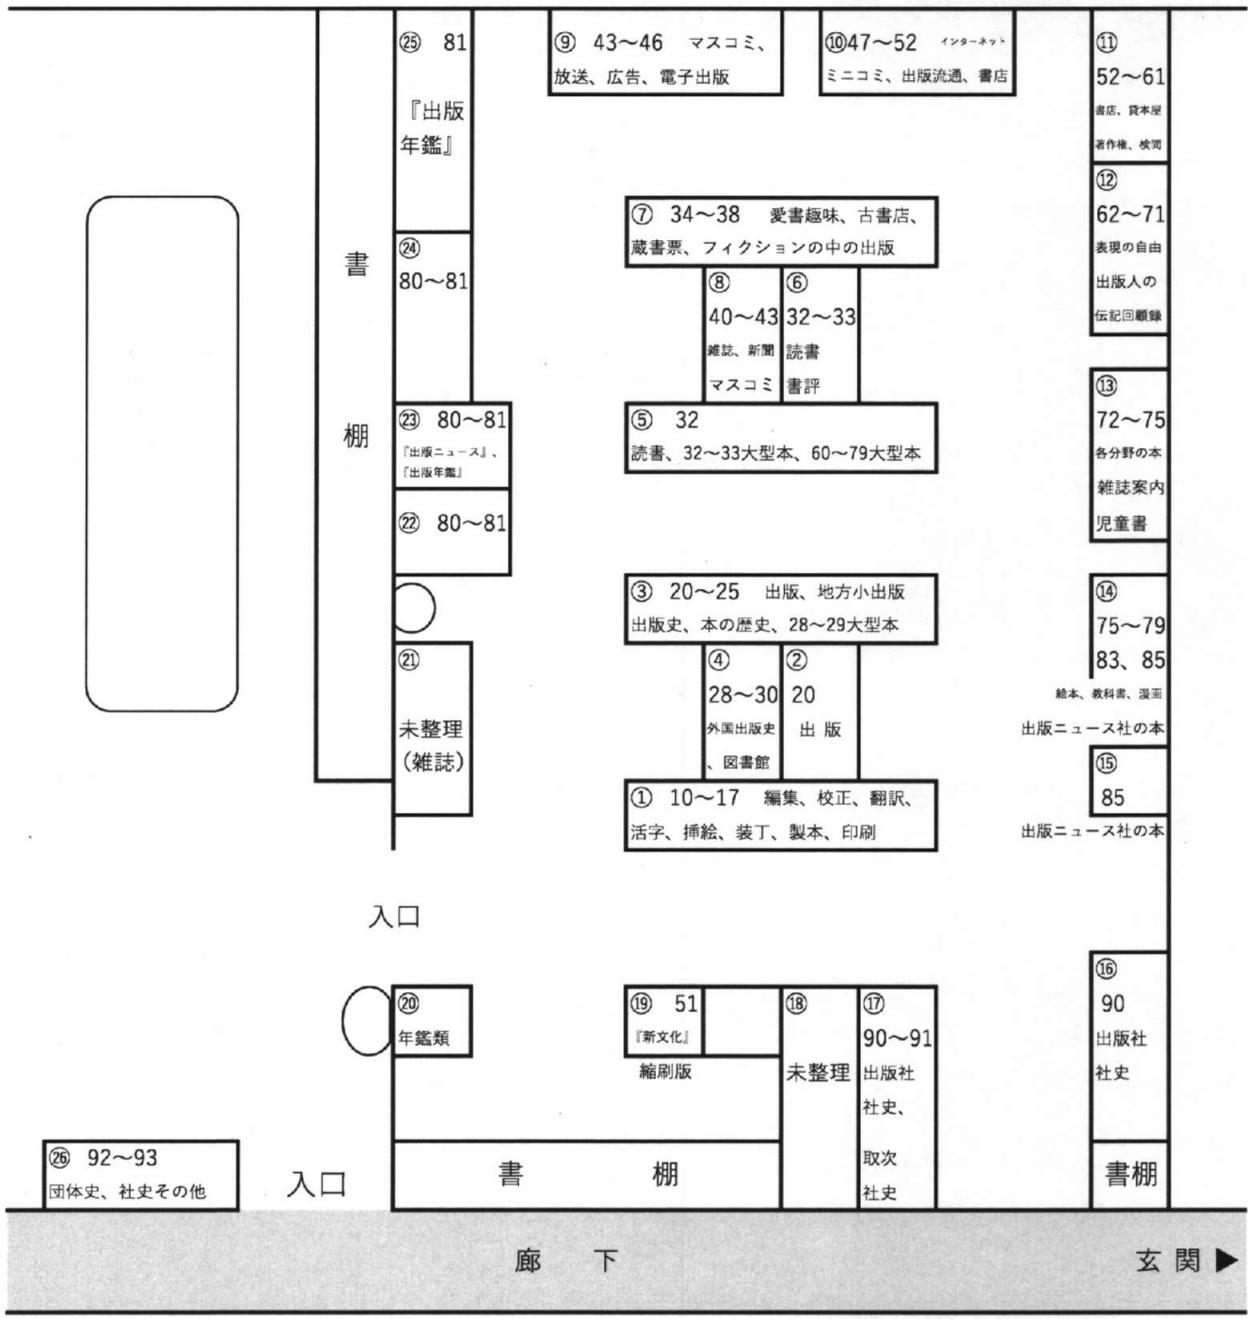 ㉕ 81
『出版
年鑑』
㉔
80～81
㉓ 80～81
『出版ニュース』、
『出版年鑑』
㉒ 80～81
㉑
未整理
（雑誌）
書
棚
⑨ 43～46 マスコミ、
放送、広告、電子出版
⑩47～52 インターネット
ミニコミ、出版流通、書店
⑪
52～61
書店、貸本屋
著作権、検閲
⑫
62～71
表現の自由
出版人の
伝記回顧録
⑦ 34～38 愛書趣味、古書店、
蔵書票、フィクションの中の出版
⑧
40～43
雑誌、新聞
マスコミ
⑥
32～33
読書
書評
⑤ 32
読書、32～33大型本、60～79大型本
⑬
72～75
各分野の本
雑誌案内
児童書
③ 20～25 出版、地方小出版
出版史、本の歴史、28～29大型本
④
28～30
外国出版史
、図書館
②
20
出 版
① 10～17 編集、校正、翻訳、
活字、挿絵、装丁、製本、印刷
⑭
75～79
83、85
絵本、教科書、漫画
出版ニュース社の本
⑮
85
出版ニュース社の本
入口
⑳
年鑑類
⑲ 51
『新文化』
縮刷版
⑱
未整理
⑰
90～91
出版社
社史、
取次
社史
⑯
90
出版社
社史
㉖ 92～93
団体史、社史その他
入口
書 棚
書棚
廊 下
玄 関 ▶